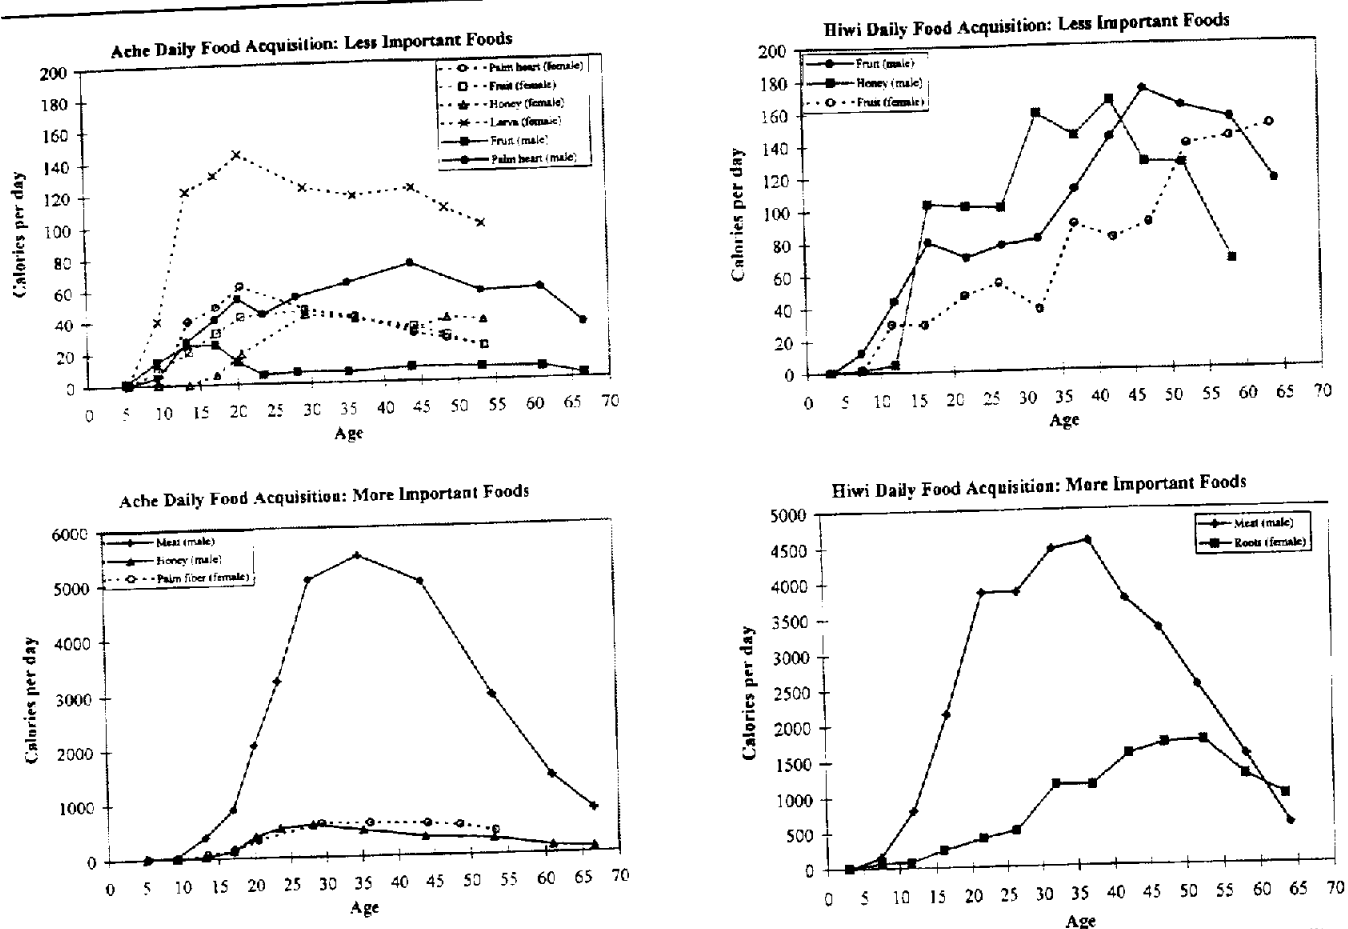 Ache Daily Food Acquisition: Less Important Foods
200
180
160
140
120
100
80
60
40
20
0
Calories per day
Palm heart (female)
Fruit (female)
Honey (female)
Larva (female)
Fruit (male)
Palm heart (male)
0 5 10 15 20 25 30 35 40 45 50 55 60 65 70
Age
Hiwi Daily Food Acquisition: Less Important Foods
200
180
160
140
120
100
80
60
40
20
0
Calories per day
Fruit (male)
Honey (male)
Fruit (female)
0 5 10 15 20 25 30 35 40 45 50 55 60 65 70
Age
Ache Daily Food Acquisition: More Important Foods
6000
5000
4000
3000
2000
1000
0
Calories per day
Meat (male)
Honey (male)
Palm fiber (female)
0 5 10 15 20 25 30 35 40 45 50 55 60 65 70
Age
Hiwi Daily Food Acquisition: More Important Foods
5000
4500
4000
3500
3000
2500
2000
1500
1000
500
0
Calories per day
Meat (male)
Roots (female)
0 5 10 15 20 25 30 35 40 45 50 55 60 65 70
Age